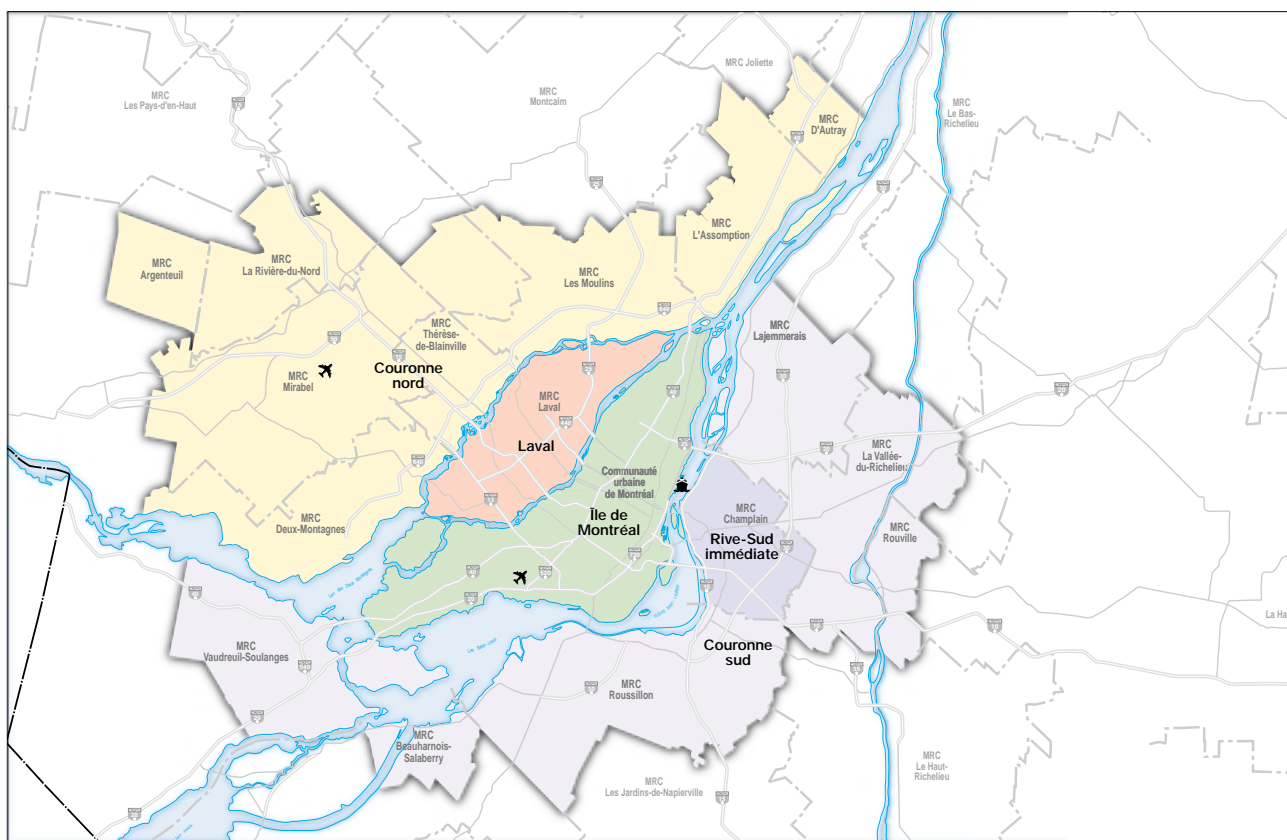 MRC
Les Pays-d'en-Haut
MRC
Montcalm
MRC Joliette
MRC
Le Bas-
Richelieu
MRC
D'Autray
MRC
L'Assomption
MRC
Argenteuil
MRC
La Rivière-du-Nord
MRC
Les Moulins
MRC
Thérèse-
de-Blainville
MRC
Lajemmerais
MRC
Mirabel
Couronne
nord
MRC
Laval
Laval
MRC
La Vallée-
du-Richelieu
Communauté
urbaine
de Montréal
MRC
Deux-Montagnes
Île de
Montréal
MRC
Champlain
Rive-Sud
immédiate
MRC
Rouville
La Ha
MRC
Vaudreuil-Soulanges
Couronne
sud
MRC
Roussillon
MRC
Beauharnois-
Salaberry
MRC
Le Haut-
Richelieu
MRC
Les Jardins-de-Napierville